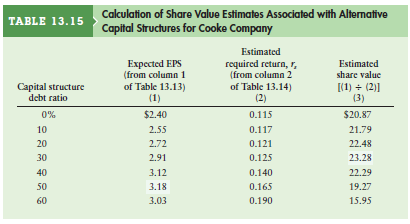 TABLE 13.15
Calculation of Share Value Estimates Associated with Alternative
Capital Structures for Cooke Company
Estimated
Expected EPS required return, rs Estimated
(from column 1 (from column 2 share value
Capital structure of Table 13.13) of Table 13.14) [(1) ÷ (2)]
debt ratio (1) (2) (3)
0% $2.40 0.115 $20.87
10 2.55 0.117 21.79
20 2.72 0.121 22.48
30 2.91 0.125 23.28
40 3.12 0.140 22.29
50 3.18 0.165 19.27
60 3.03 0.190 15.95